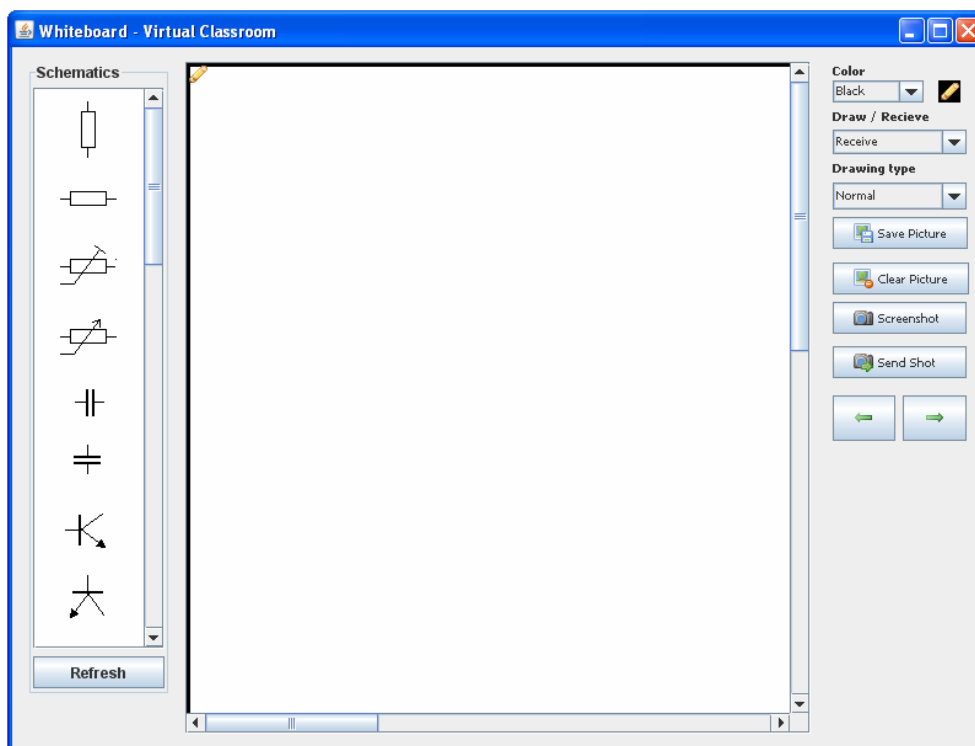 Whiteboard - Virtual Classroom
Schematics
Refresh
Color
Black
Draw / Recieve
Receive
Drawing type
Normal
Save Picture
Clear Picture
Screenshot
Send Shot